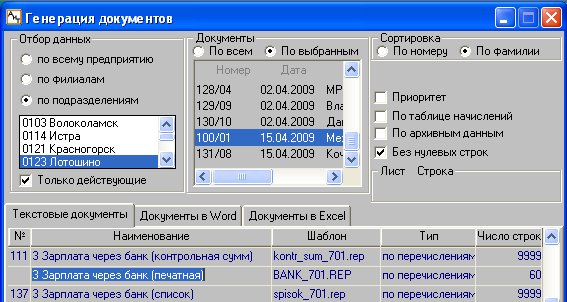 Генерация документов
Отбор данных
по всему предприятию
по филиалам
по подразделениям
0103 Волоколамск
0114 Истра
0121 Красногорск
0123 Лотошино
Только действующие
Документы
По всем По выбранным
Номер Дата
128/04 02.04.2009 МР
129/09 02.04.2009 Вла
130/10 02.04.2009
100/01 15.04.2009 Ме
131/08 15.04.2009 Коч
Сортировка
По номеру По фамилии
Приоритет
По таблице начислений
По архивным данным
Без нулевых строк
Лист Строка
Текстовые документы Документы в Word Документы в Excel
№ Наименование Шаблон Тип Число строк
111 3 Зарплата через банк (контрольная сумм) kontr_sum_701.rep по перечислениям 9999
3 Зарплата через банк (печатная) BANK_701.REP по перечислениям 60
137 3 Зарплата через банк (список) spisok_701.rep по перечислениям 9999